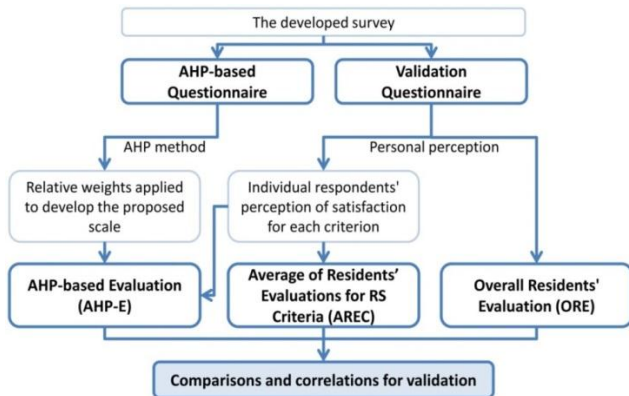 The developed survey
AHP-based
Questionnaire
Validation
Questionnaire
AHP method
Personal perception
Relative weights applied
to develop the proposed
scale
Individual respondents'
perception of satisfaction
for each criterion
AHP-based Evaluation
(AHP-E)
Average of Residents’
Evaluations for RS
Criteria (AREC)
Overall Residents'
Evaluation (ORE)
Comparisons and correlations for validation